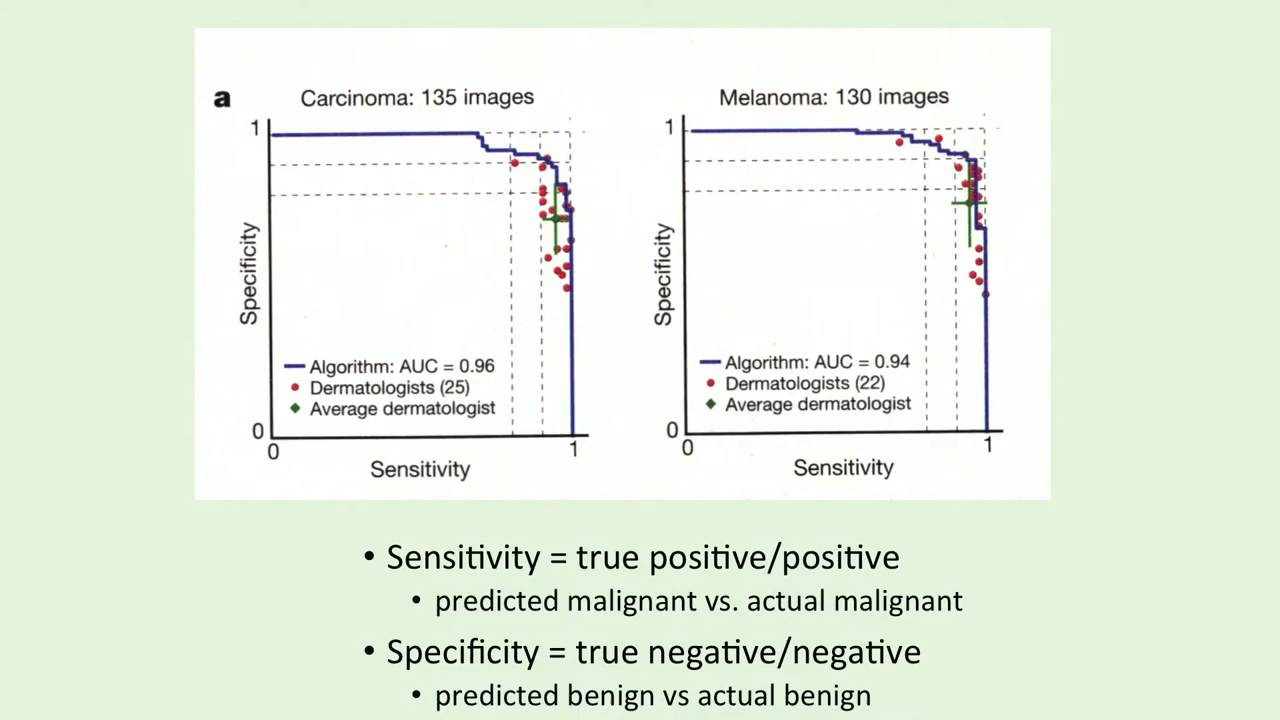 a
Carcinoma: 135 images
1
Specificity
Algorithm: AUC = 0.96
Dermatologists (25)
Average dermatologist
0
0
1
Sensitivity
Melanoma: 130 images
1
Specificity
Algorithm: AUC = 0.94
Dermatologists (22)
Average dermatologist
0
0
1
Sensitivity
• Sensitivity = true positive/positive
• predicted malignant vs. actual malignant
• Specificity = true negative/negative
• predicted benign vs actual benign